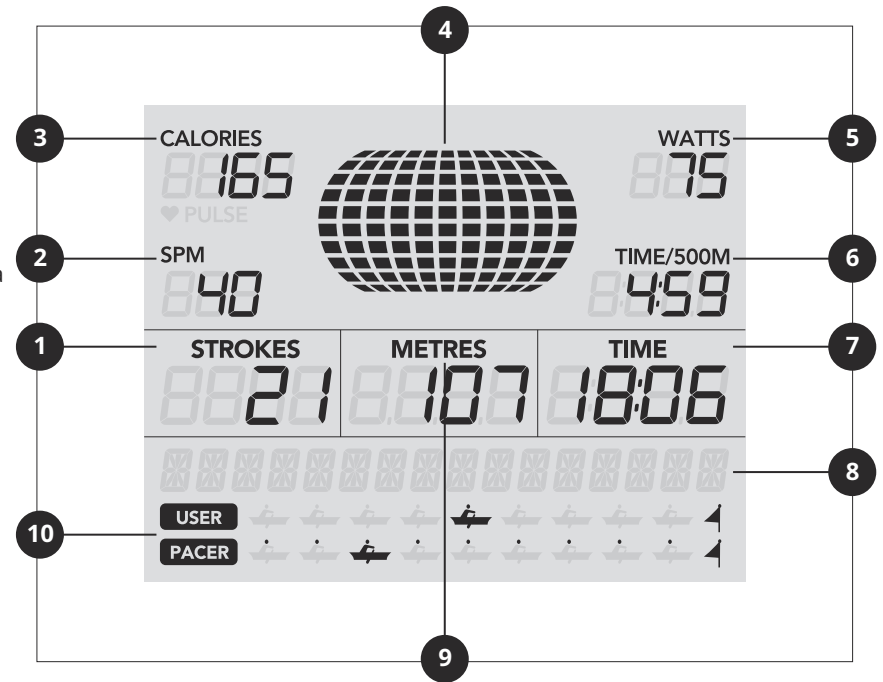 4
3
CALORIES
WATTS
5
165
75
PULSE
2
SPM
TIME/500M
6
40
4:59
1
STROKES
METRES
TIME
7
21
107
18:06
8
USER
10
PACER
9